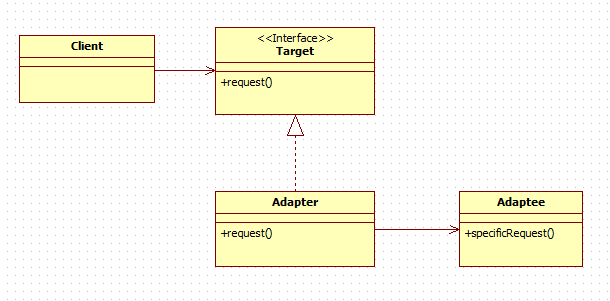 Client
<<Interface>>
Target
+request()
Adapter
+request()
Adaptee
+specificRequest()